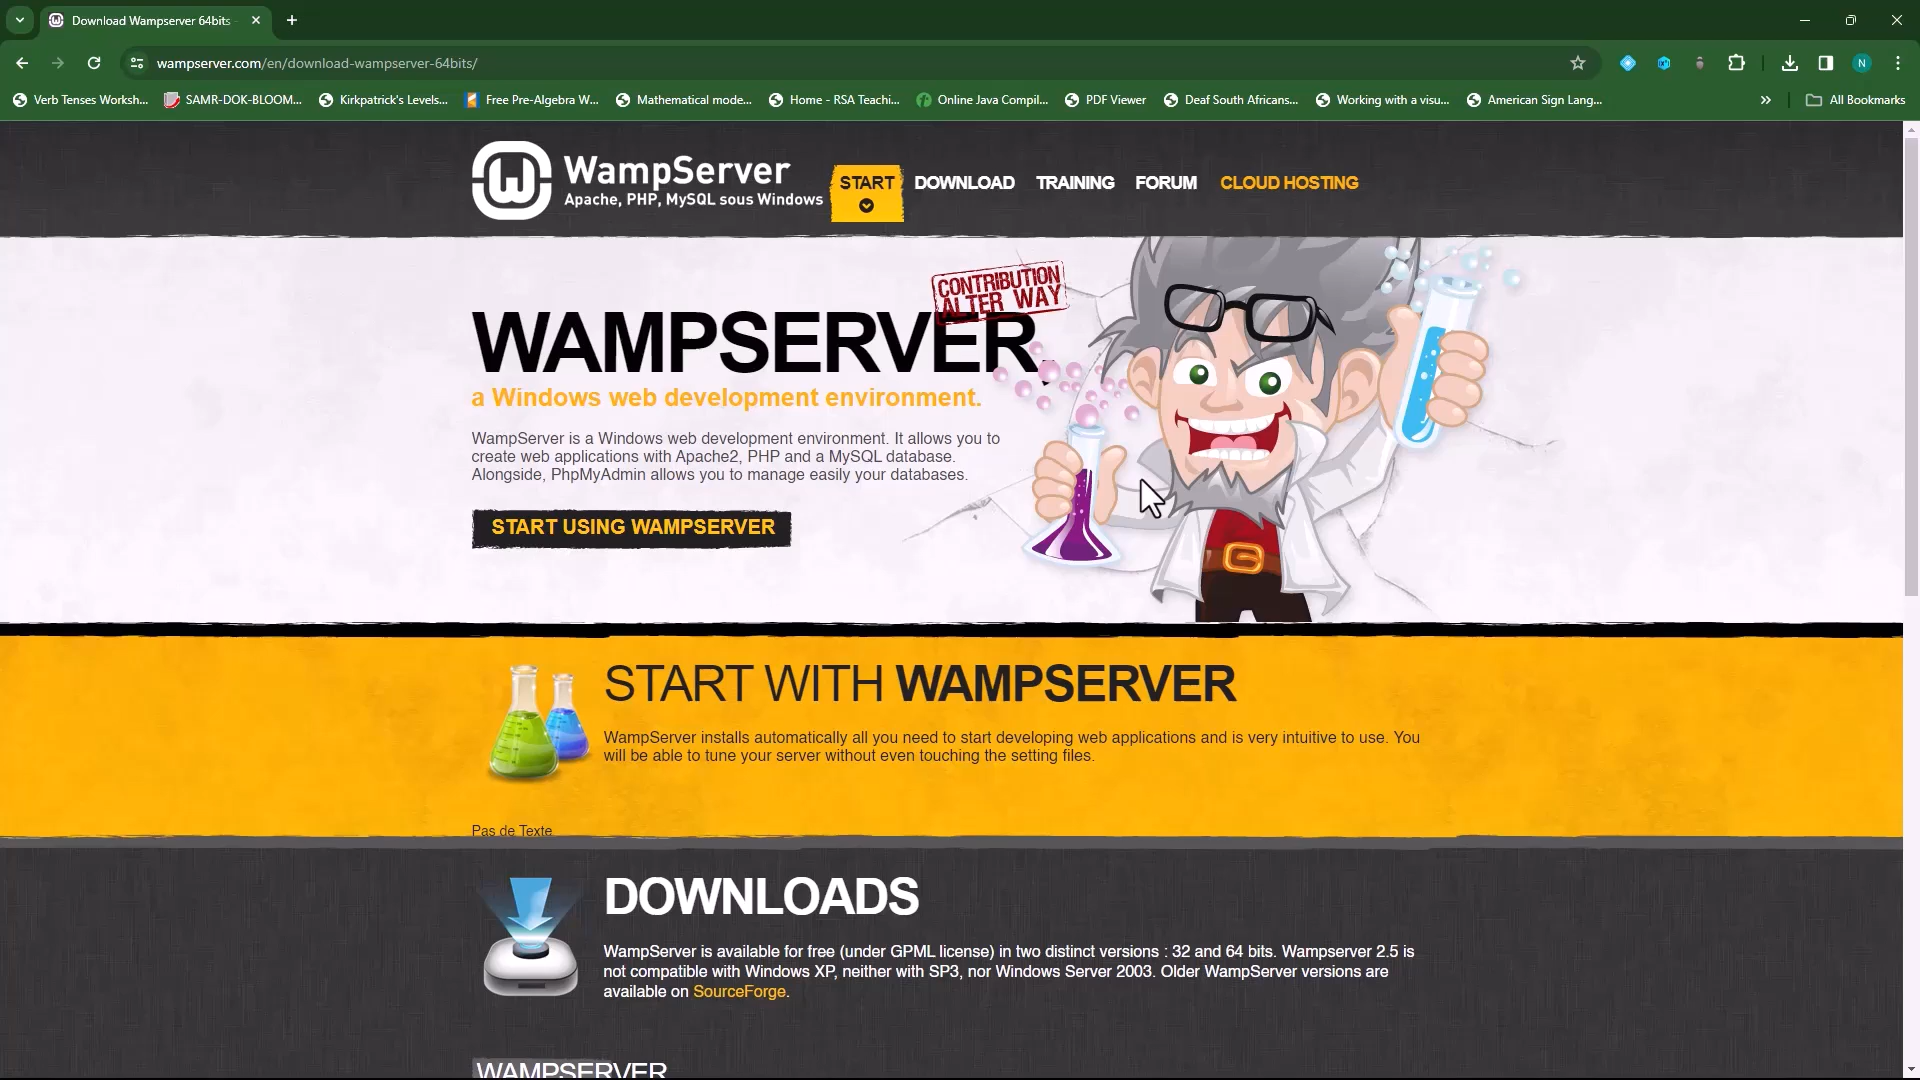 Download Wampserver 64bits
wampserver.com/en/download-wampserver-64bits/
N
Verb Tenses Worksh...
SAMR-DOK-BLOOM...
Kirkpatrick's Levels...
Free Pre-Algebra W...
Mathematical mode...
Home - RSA Teachi...
Online Java Compil...
PDF Viewer
Deaf South Africans...
Working with a visu...
American Sign Lang...
All Bookmarks
WampServer
Apache, PHP, MySQL sous Windows
START
DOWNLOAD
TRAINING
FORUM
CLOUD HOSTING
CONTRIBUTION
ALTER WAY
WAMPSERVER,
a Windows web development environment.
WampServer is a Windows web development environment. It allows you to
create web applications with Apache2, PHP and a MySQL database.
Alongside, PhpMyAdmin allows you to manage easily your databases.
START USING WAMPSERVER
START WITH WAMPSERVER
WampServer installs automatically all you need to start developing web applications and is very intuitive to use. You
will be able to tune your server without even touching the setting files.
Pas de Texte
DOWNLOADS
WampServer is available for free (under GPML license) in two distinct versions : 32 and 64 bits. Wampserver 2.5 is
not compatible with Windows XP, neither with SP3, nor Windows Server 2003. Older WampServer versions are
available on SourceForge.
WAMPSERVER